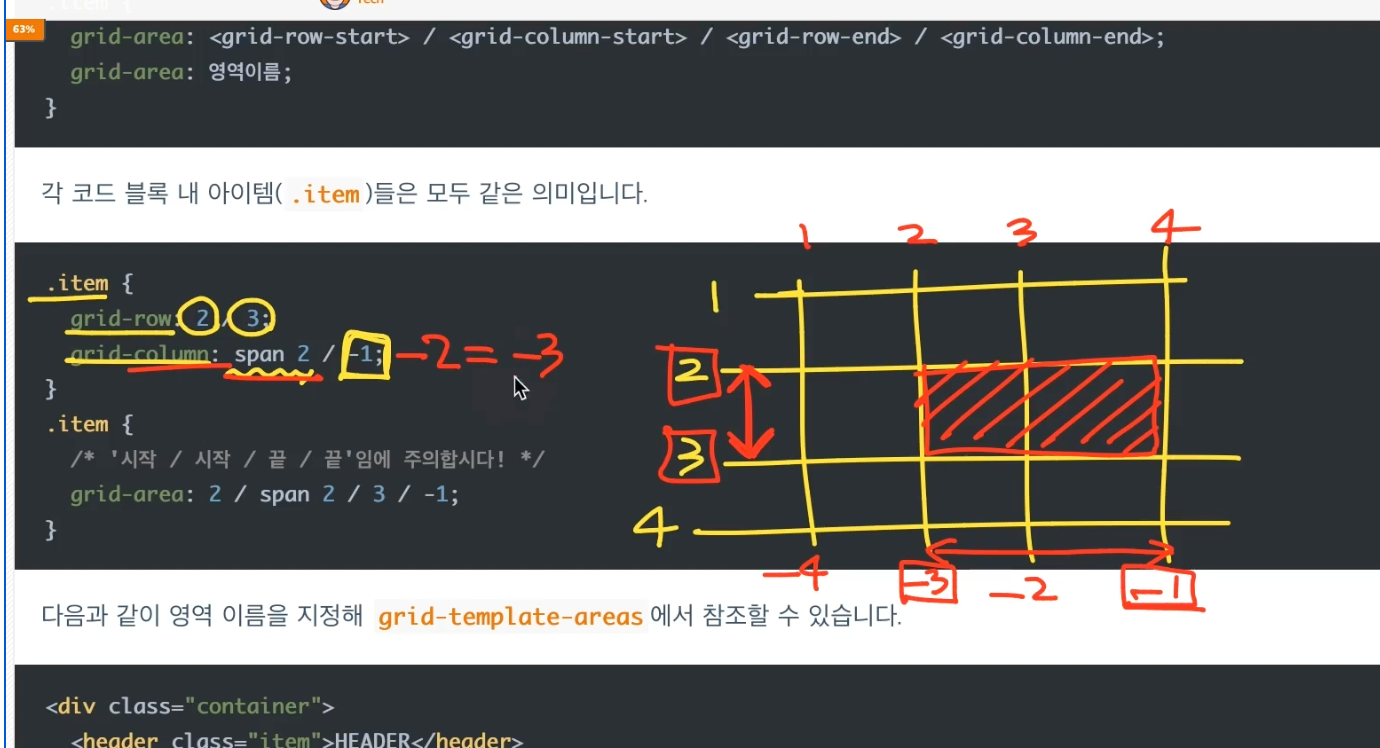 .item {
Tech
63%
grid-area: <grid-row-start> / <grid-column-start> / <grid-row-end> / <grid-column-end>;
grid-area: 영역이름;
}
각 코드 블록 내 아이템( .item )들은 모두 같은 의미입니다.
1 2 3 4
.item {
1
grid-row: 2 / 3;
grid-column: span 2 / -1; -2 = -3
2
}
.item {
/* '시작 / 시작 / 끝 / 끝'임에 주의합시다! */
3
grid-area: 2 / span 2 / 3 / -1;
}
4
-4 -3 -2 -1
다음과 같이 영역 이름을 지정해 grid-template-areas 에서 참조할 수 있습니다.
<div class="container">
<header class="item">HEADER</header>